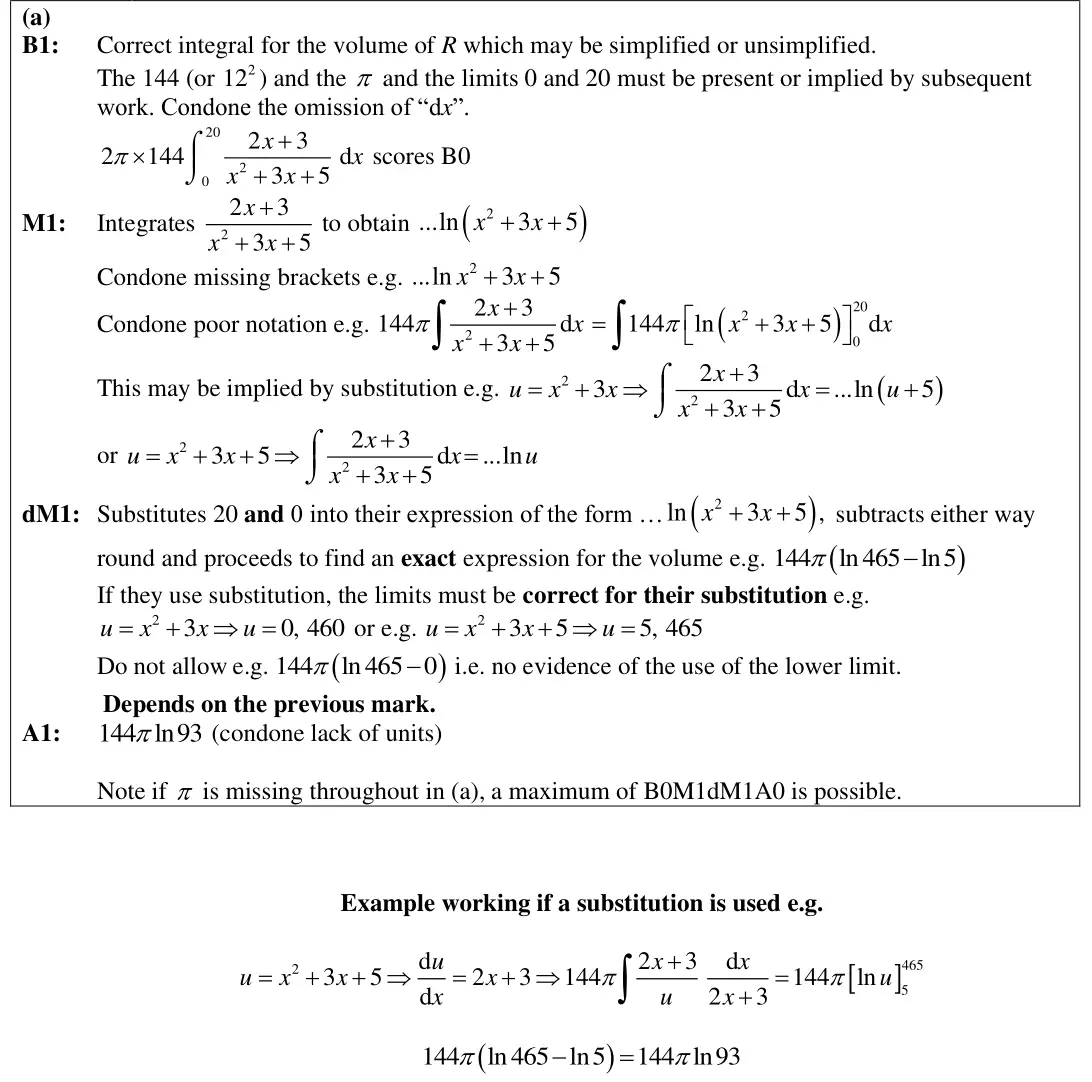 (a)
B1: Correct integral for the volume of R which may be simplified or unsimplified.
The 144 (or 12²) and the π and the limits 0 and 20 must be present or implied by subsequent
work. Condone the omission of “dx”.
2π × 144 ∫₀²⁰ (2x + 3)/(x² + 3x + 5) dx scores B0
M1: Integrates (2x + 3)/(x² + 3x + 5) to obtain ...ln(x² + 3x + 5)
Condone missing brackets e.g. ...ln x² + 3x + 5
Condone poor notation e.g. 144π ∫ (2x + 3)/(x² + 3x + 5) dx = ∫ 144π [ln(x² + 3x + 5)]₀²⁰ dx
This may be implied by substitution e.g. u = x² + 3x ⇒ ∫ (2x + 3)/(x² + 3x + 5) dx = ...ln(u + 5)
or u = x² + 3x + 5 ⇒ ∫ (2x + 3)/(x² + 3x + 5) dx = ...ln u
dM1: Substitutes 20 and 0 into their expression of the form … ln(x² + 3x + 5), subtracts either way
round and proceeds to find an exact expression for the volume e.g. 144π(ln 465 − ln 5)
If they use substitution, the limits must be correct for their substitution e.g.
u = x² + 3x ⇒ u = 0, 460 or e.g. u = x² + 3x + 5 ⇒ u = 5, 465
Do not allow e.g. 144π(ln 465 − 0) i.e. no evidence of the use of the lower limit.
Depends on the previous mark.
A1: 144π ln 93 (condone lack of units)
Note if π is missing throughout in (a), a maximum of B0M1dM1A0 is possible.
Example working if a substitution is used e.g.
u = x² + 3x + 5 ⇒ du/dx = 2x + 3 ⇒ 144π ∫ (2x + 3)/u dx/(2x + 3) = 144π [ln u]₅⁴⁶⁵
144π(ln 465 − ln 5) = 144π ln 93